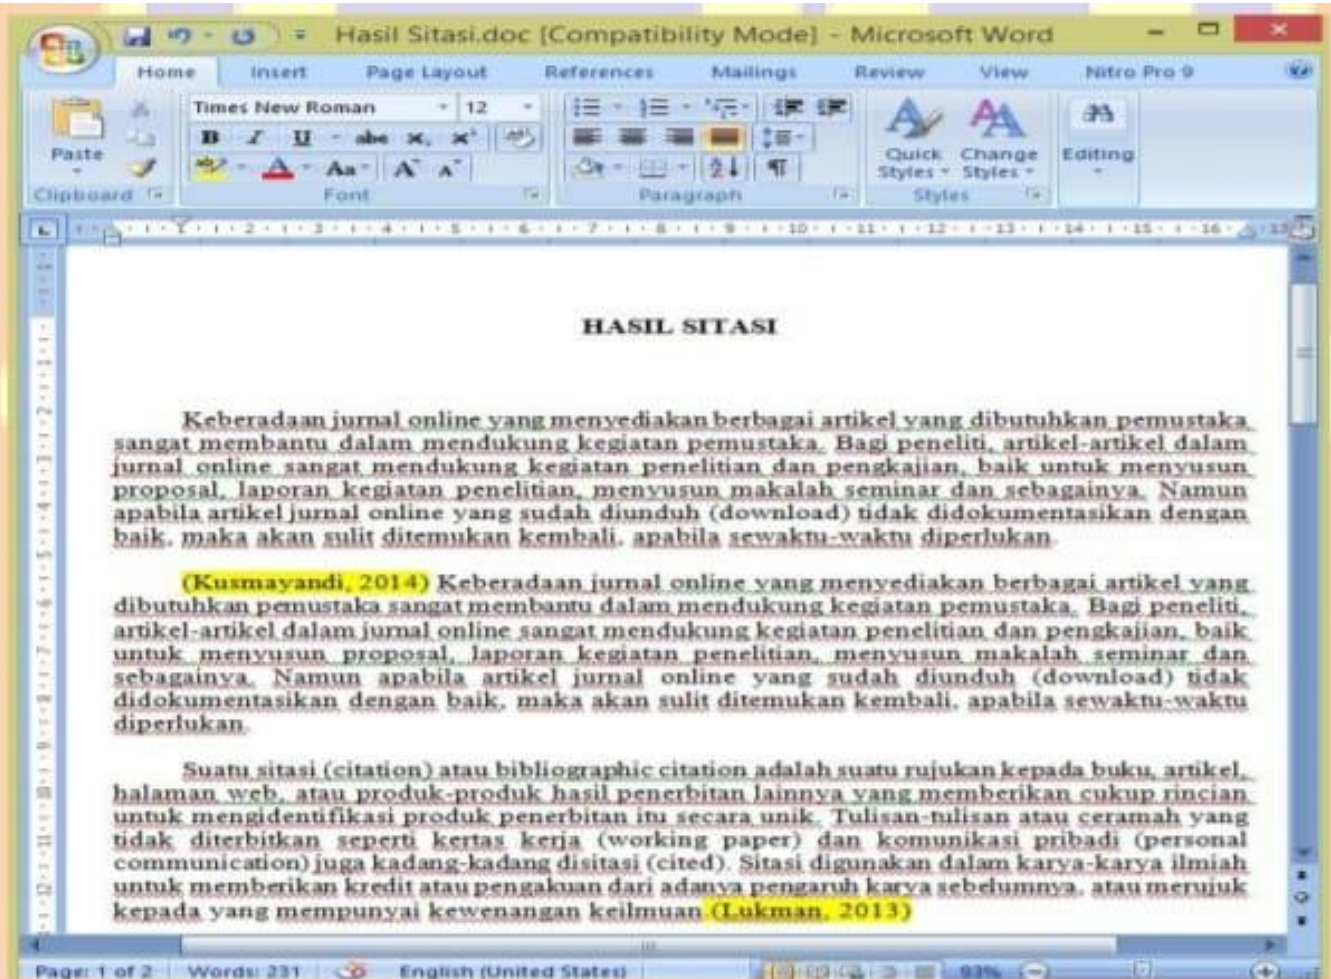 Hasil Sitasi.doc [Compatibility Mode] - Microsoft Word
Home Insert Page Layout References Mailings Review View Nitro Pro 9
Times New Roman 12
Paste
Quick Styles Change Styles Editing
Clipboard Font Paragraph Styles
HASIL SITASI
Keberadaan jurnal online yang menyediakan berbagai artikel yang dibutuhkan pemustaka
sangat membantu dalam mendukung kegiatan pemustaka. Bagi peneliti, artikel-artikel dalam
jurnal online sangat mendukung kegiatan penelitian dan pengkajian, baik untuk menyusun
proposal, laporan kegiatan penelitian, menyusun makalah seminar dan sebagainya. Namun
apabila artikel jurnal online yang sudah diunduh (download) tidak didokumentasikan dengan
baik, maka akan sulit ditemukan kembali, apabila sewaktu-waktu diperlukan.
(Kusmayandi, 2014) Keberadaan jurnal online yang menyediakan berbagai artikel yang
dibutuhkan pemustaka sangat membantu dalam mendukung kegiatan pemustaka. Bagi peneliti,
artikel-artikel dalam jurnal online sangat mendukung kegiatan penelitian dan pengkajian, baik
untuk menyusun proposal, laporan kegiatan penelitian, menyusun makalah seminar dan
sebagainya. Namun apabila artikel jurnal online yang sudah diunduh (download) tidak
didokumentasikan dengan baik, maka akan sulit ditemukan kembali, apabila sewaktu-waktu
diperlukan.
Suatu sitasi (citation) atau bibliographic citation adalah suatu rujukan kepada buku, artikel,
halaman web, atau produk-produk hasil penerbitan lainnya yang memberikan cukup rincian
untuk mengidentifikasi produk penerbitan itu secara unik. Tulisan-tulisan atau ceramah yang
tidak diterbitkan seperti kertas kerja (working paper) dan komunikasi pribadi (personal
communication) juga kadang-kadang disitasi (cited). Sitasi digunakan dalam karya-karya ilmiah
untuk memberikan kredit atau pengakuan dari adanya pengaruh karya sebelumnya, atau merujuk
kepada yang mempunyai kewenangan keilmuan (Lukman, 2013)
Page: 1 of 2 Words: 231 English (United States) 93%